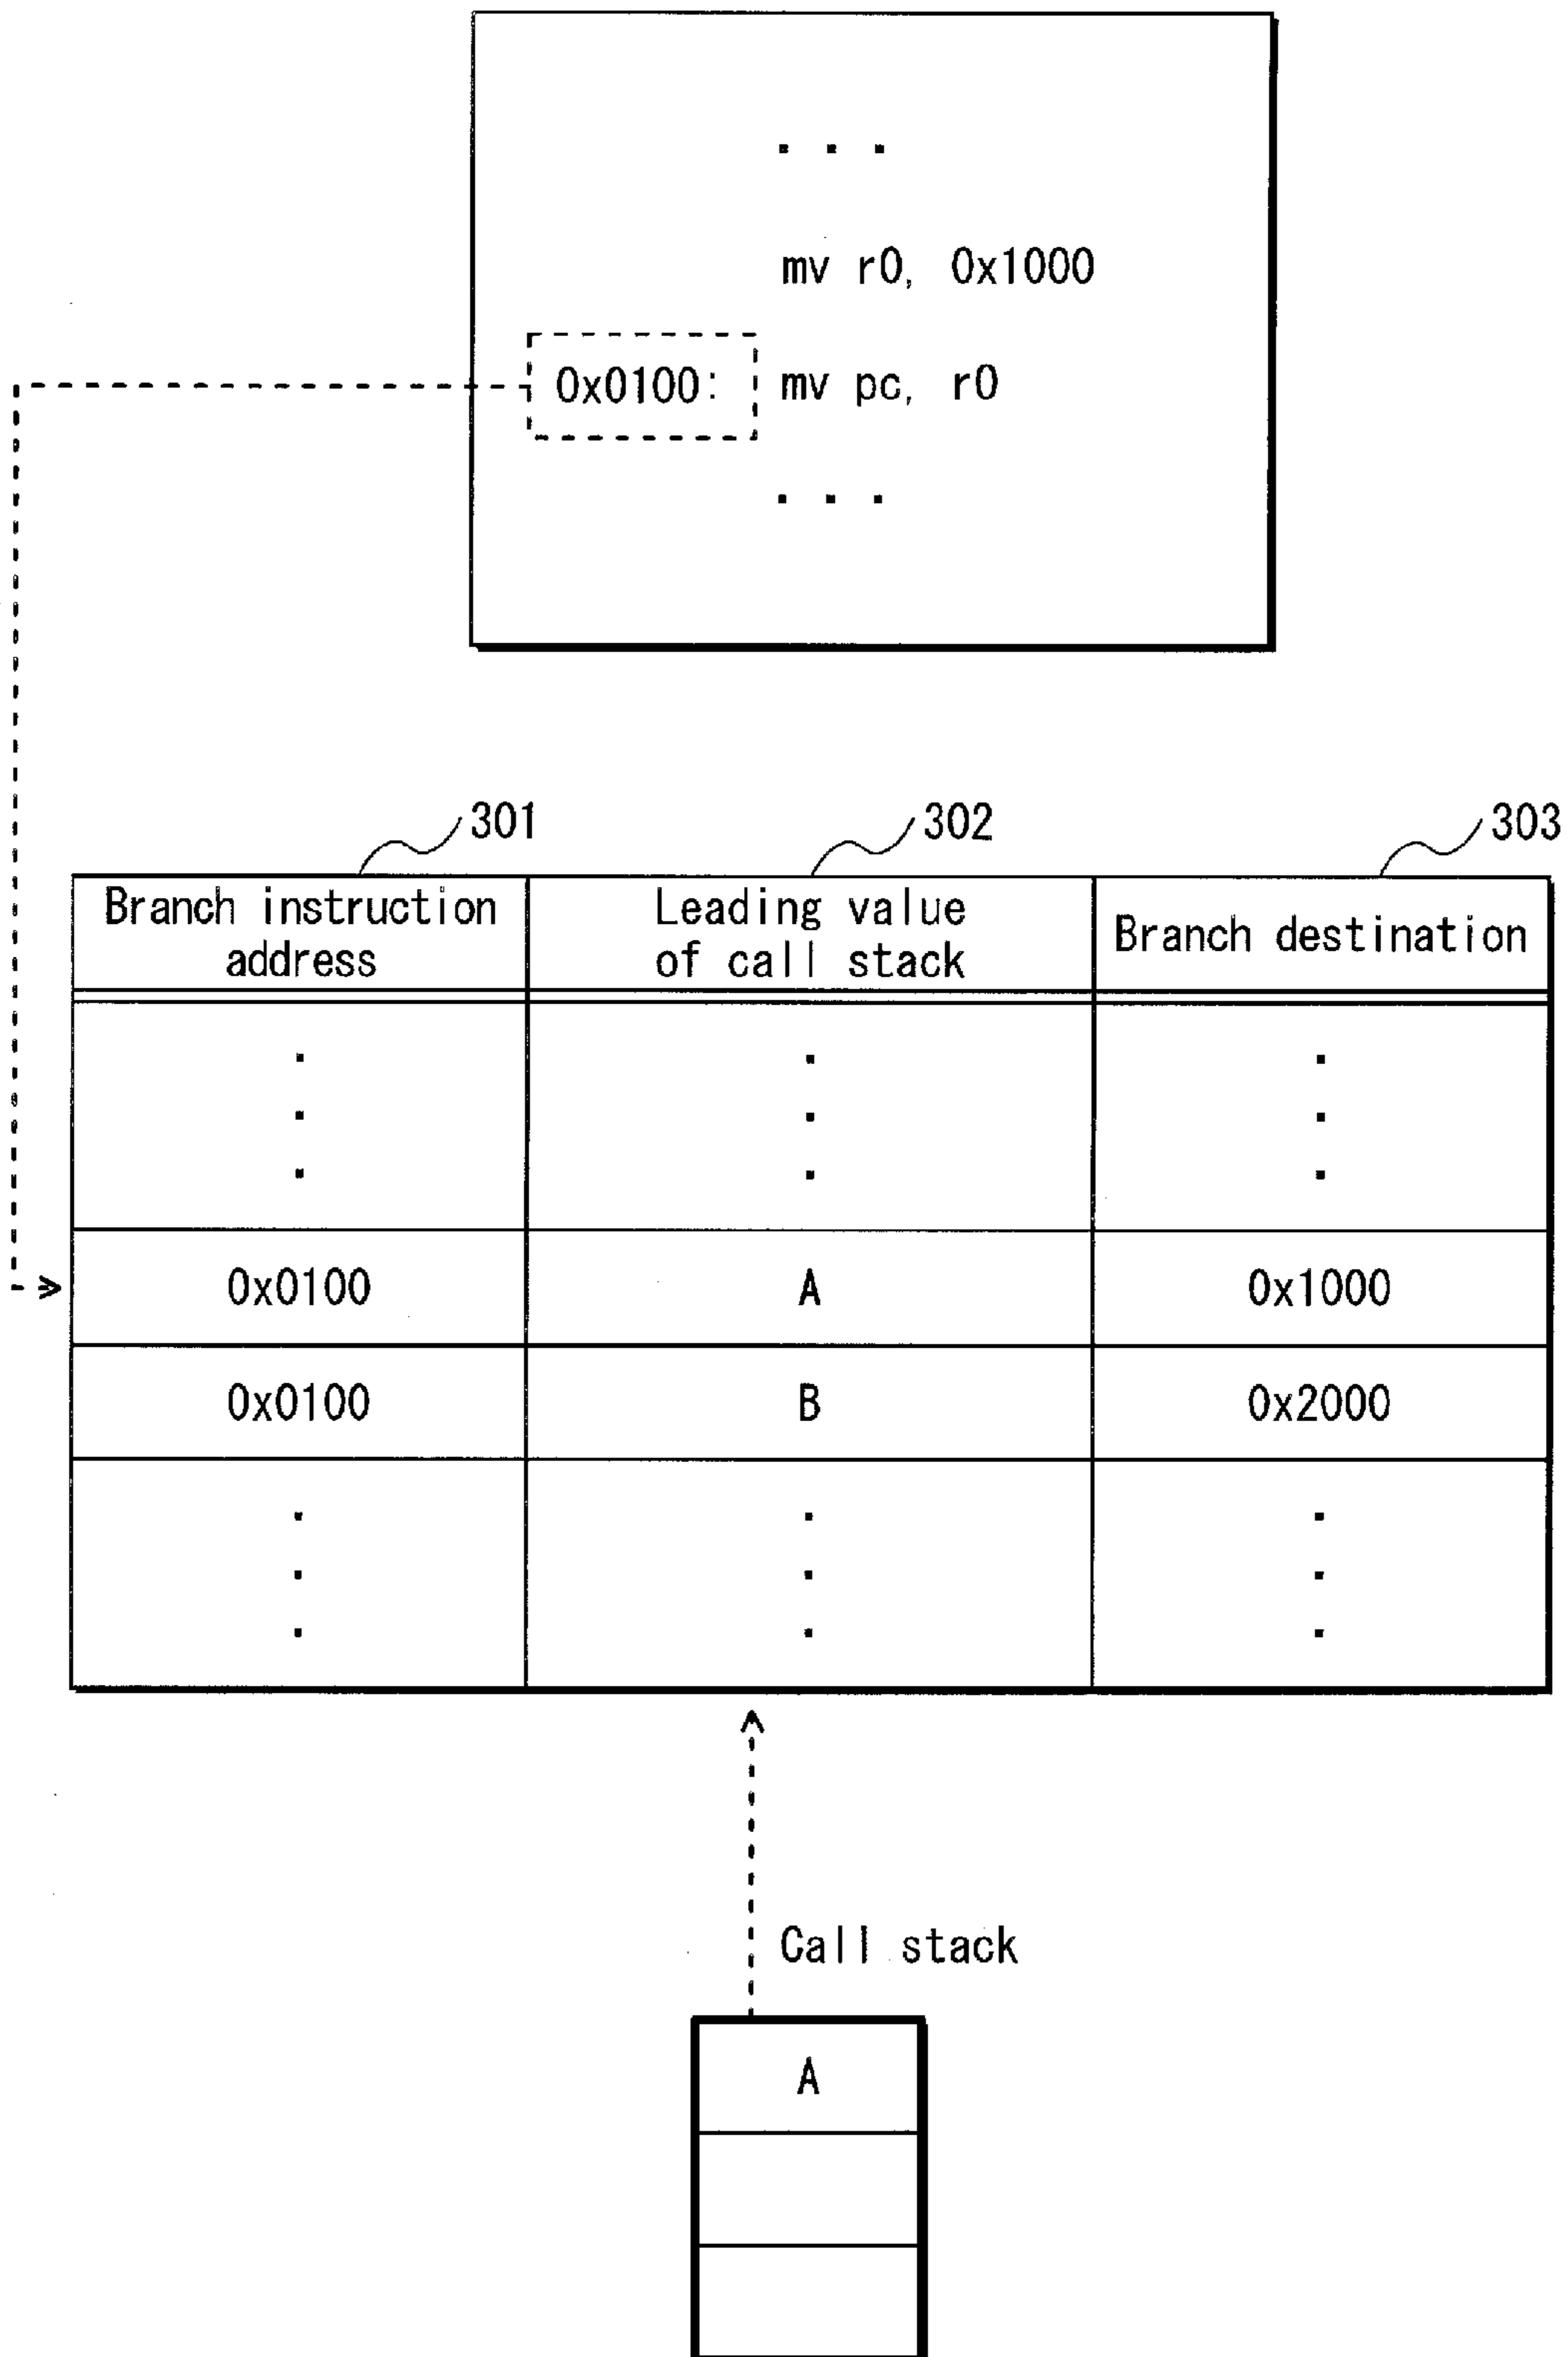 . . .
mv r0, 0x1000
0x0100: mv pc, r0
. . .
301 302 303
Branch instruction address Leading value of call stack Branch destination
0x0100 A 0x1000
0x0100 B 0x2000
Call stack
A